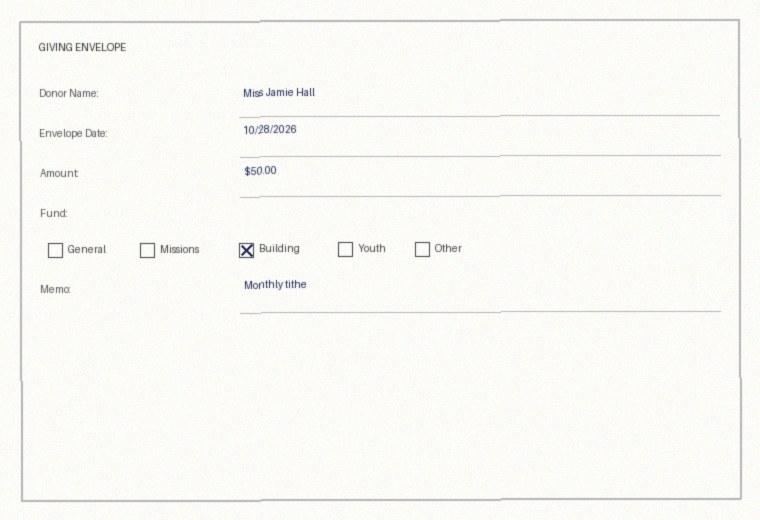 GIVING ENVELOPE
Donor Name: Miss Jamie Hall
Envelope Date: 10/28/2026
Amount: $50.00
Fund:
General Missions Building Youth Other
Memo: Monthly tithe